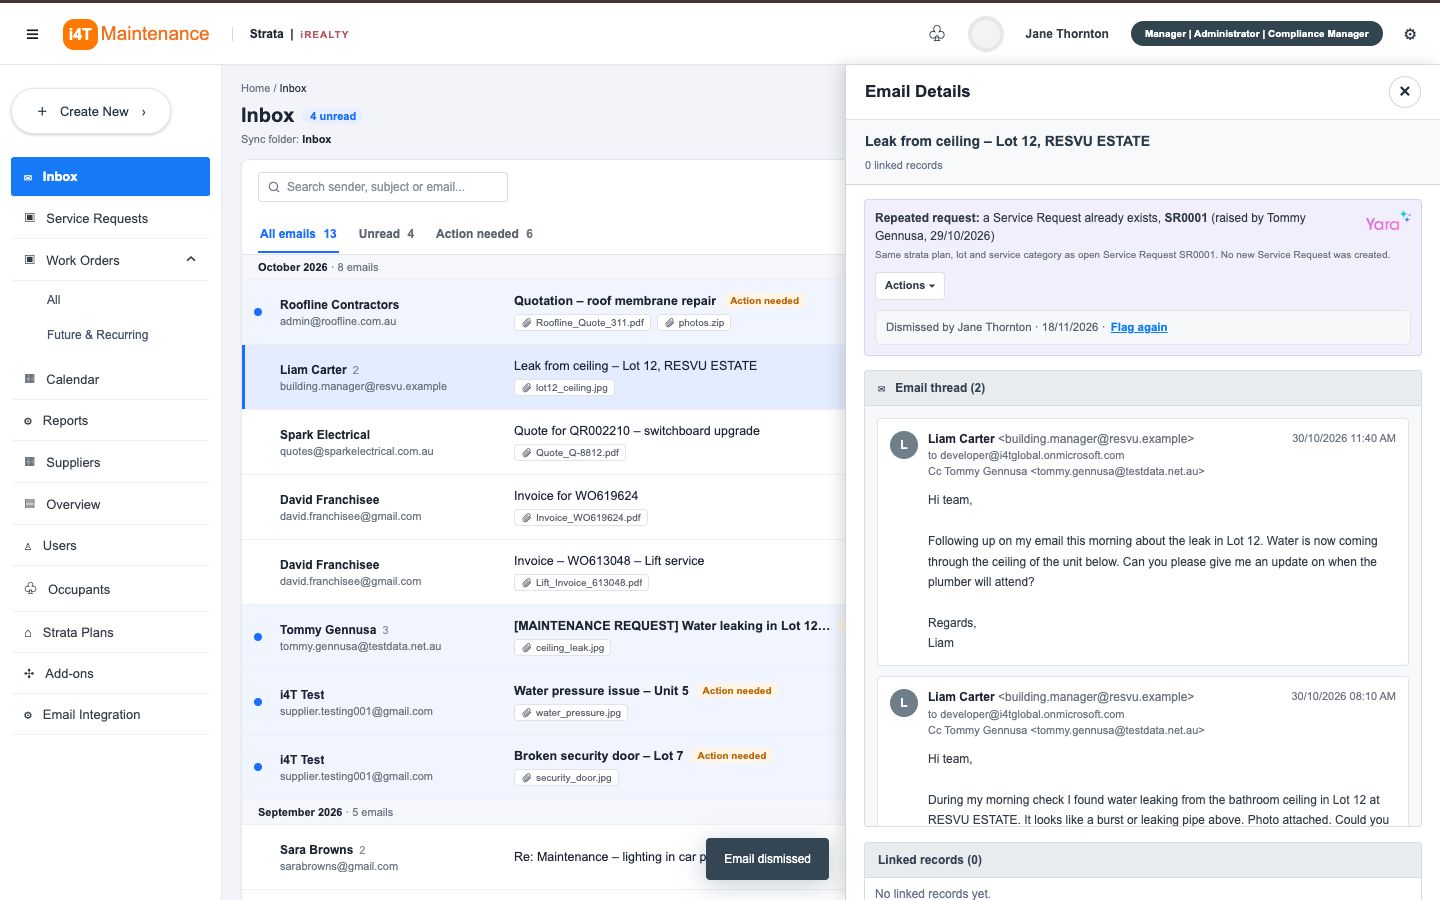 i4T Maintenance
Strata | iREALTY
Jane Thornton
Manager | Administrator | Compliance Manager
+ Create New ›
Inbox
Service Requests
Work Orders
All
Future & Recurring
Calendar
Reports
Suppliers
Overview
Users
Occupants
Strata Plans
Add-ons
Email Integration
Home / Inbox
Inbox 4 unread
Sync folder: Inbox
Search sender, subject or email...
All emails 13 Unread 4 Action needed 6
October 2026 · 8 emails
Roofline Contractors
admin@roofline.com.au
Quotation – roof membrane repair Action needed
Roofline_Quote_311.pdf photos.zip
Liam Carter 2
building.manager@resvu.example
Leak from ceiling – Lot 12, RESVU ESTATE
lot12_ceiling.jpg
Spark Electrical
quotes@sparkelectrical.com.au
Quote for QR002210 – switchboard upgrade
Quote_Q-8812.pdf
David Franchisee
david.franchisee@gmail.com
Invoice for WO619624
Invoice_WO619624.pdf
David Franchisee
david.franchisee@gmail.com
Invoice – WO613048 – Lift service
Lift_Invoice_613048.pdf
Tommy Gennusa 3
tommy.gennusa@testdata.net.au
[MAINTENANCE REQUEST] Water leaking in Lot 12...
ceiling_leak.jpg
i4T Test
supplier.testing001@gmail.com
Water pressure issue – Unit 5 Action needed
water_pressure.jpg
i4T Test
supplier.testing001@gmail.com
Broken security door – Lot 7 Action needed
security_door.jpg
September 2026 · 5 emails
Sara Browns 2
sarabrowns@gmail.com
Re: Maintenance – lighting in car p
Email dismissed
Email Details
Leak from ceiling – Lot 12, RESVU ESTATE
0 linked records
Repeated request: a Service Request already exists, SR0001 (raised by Tommy
Gennusa, 29/10/2026)
Yara
Same strata plan, lot and service category as open Service Request SR0001. No new Service Request was created.
Actions
Dismissed by Jane Thornton · 18/11/2026 · Flag again
Email thread (2)
L
Liam Carter <building.manager@resvu.example> 30/10/2026 11:40 AM
to developer@i4tglobal.onmicrosoft.com
Cc Tommy Gennusa <tommy.gennusa@testdata.net.au>
Hi team,
Following up on my email this morning about the leak in Lot 12. Water is now coming
through the ceiling of the unit below. Can you please give me an update on when the
plumber will attend?
Regards,
Liam
L
Liam Carter <building.manager@resvu.example> 30/10/2026 08:10 AM
to developer@i4tglobal.onmicrosoft.com
Cc Tommy Gennusa <tommy.gennusa@testdata.net.au>
Hi team,
During my morning check I found water leaking from the bathroom ceiling in Lot 12 at
RESVU ESTATE. It looks like a burst or leaking pipe above. Photo attached. Could you
Linked records (0)
No linked records yet.